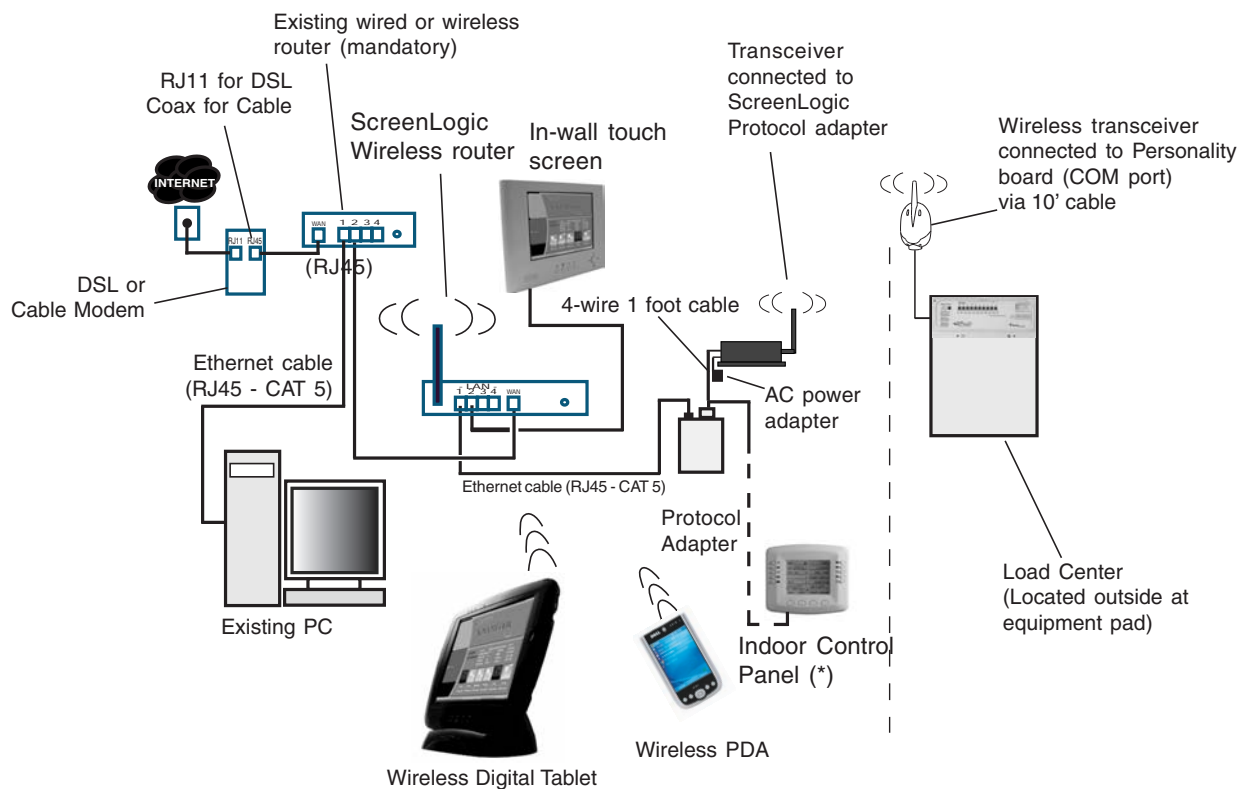 Existing wired or wireless
router (mandatory)
RJ11 for DSL
Coax for Cable
ScreenLogic
Wireless router
In-wall touch
screen
Transceiver
connected to
ScreenLogic
Protocol adapter
Wireless transceiver
connected to Personality
board (COM port)
via 10' cable
INTERNET
RJ11 RJ45
WAN 1 2 3 4
(RJ45)
DSL or
Cable Modem
4-wire 1 foot cable
Ethernet cable
(RJ45 - CAT 5)
LAN
1 2 3 4 WAN
AC power
adapter
Ethernet cable (RJ45 - CAT 5)
Protocol
Adapter
Existing PC
Indoor Control
Panel (*)
Load Center
(Located outside at
equipment pad)
Wireless PDA
Wireless Digital Tablet